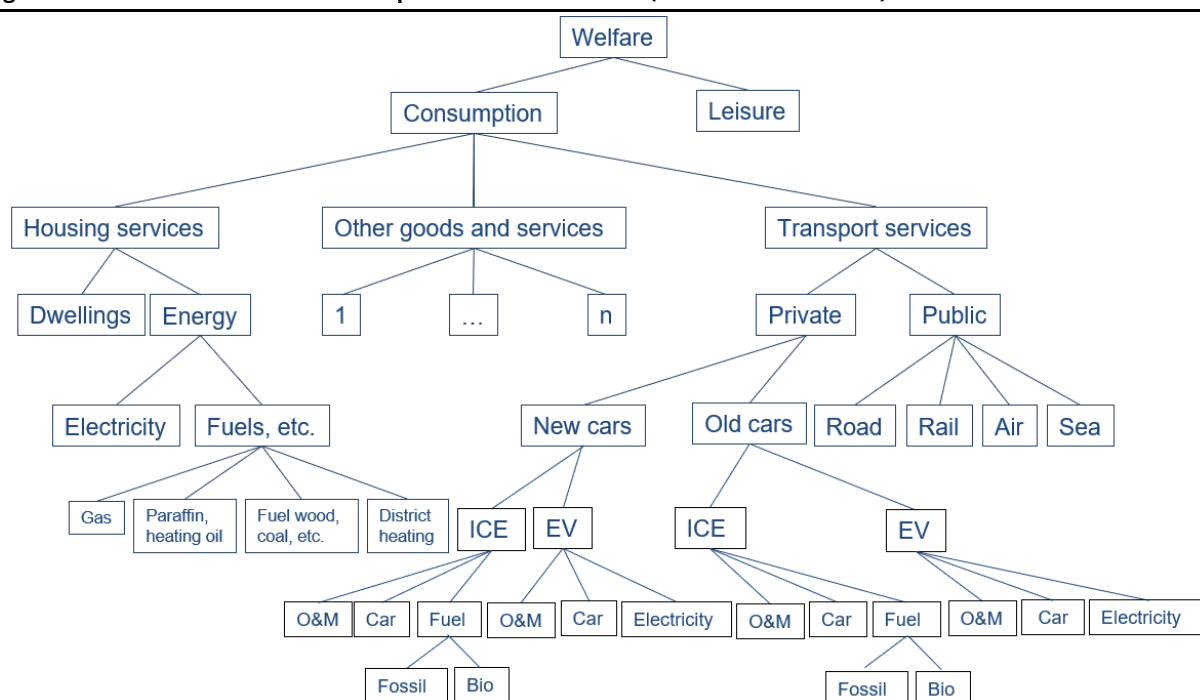 Welfare
Consumption
Leisure
Housing services
Other goods and services
Transport services
Dwellings
Energy
1
...
n
Private
Public
Electricity
Fuels, etc.
New cars
Old cars
Road
Rail
Air
Sea
Gas
Paraffin,
heating oil
Fuel wood,
coal, etc.
District
heating
ICE
EV
ICE
EV
O&M
Car
Fuel
O&M
Car
Electricity
O&M
Car
Fuel
O&M
Car
Electricity
Fossil
Bio
Fossil
Bio